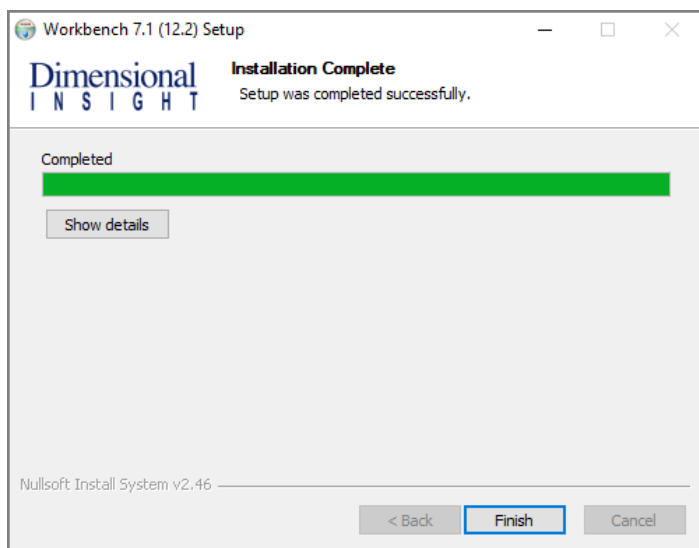 Workbench 7.1 (12.2) Setup
Dimensional
INSIGHT
Installation Complete
Setup was completed successfully.
Completed
Show details
Nullsoft Install System v2.46
< Back
Finish
Cancel